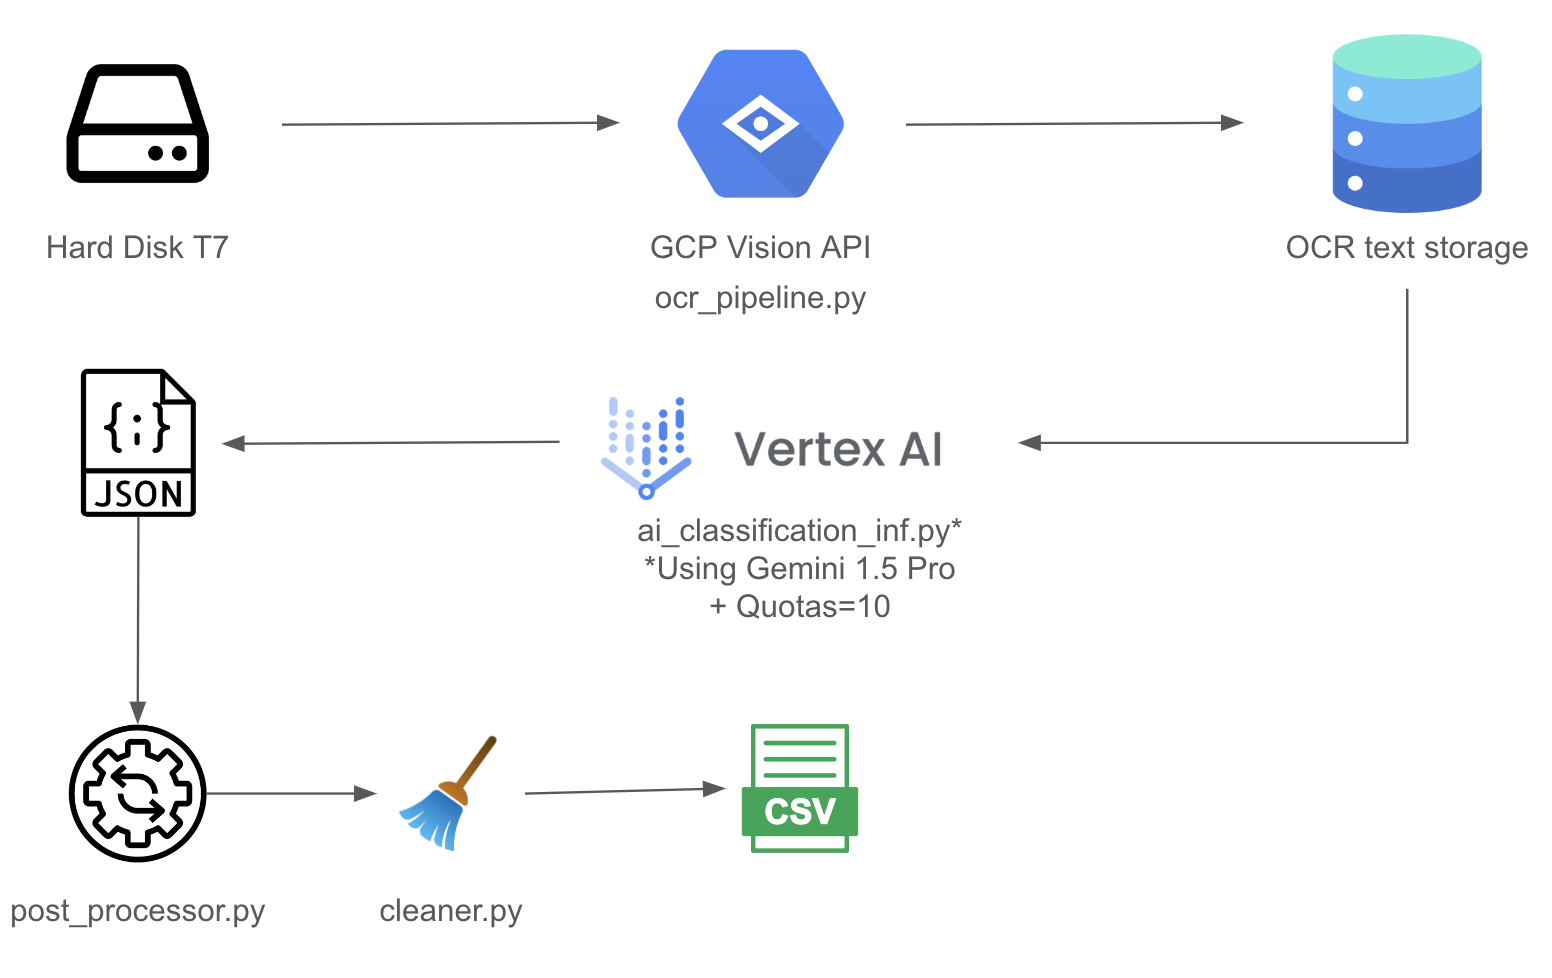 Hard Disk T7
GCP Vision API
ocr_pipeline.py
OCR text storage
{;}
JSON
Vertex AI
ai_classification_inf.py*
*Using Gemini 1.5 Pro
+ Quotas=10
post_processor.py
cleaner.py
CSV